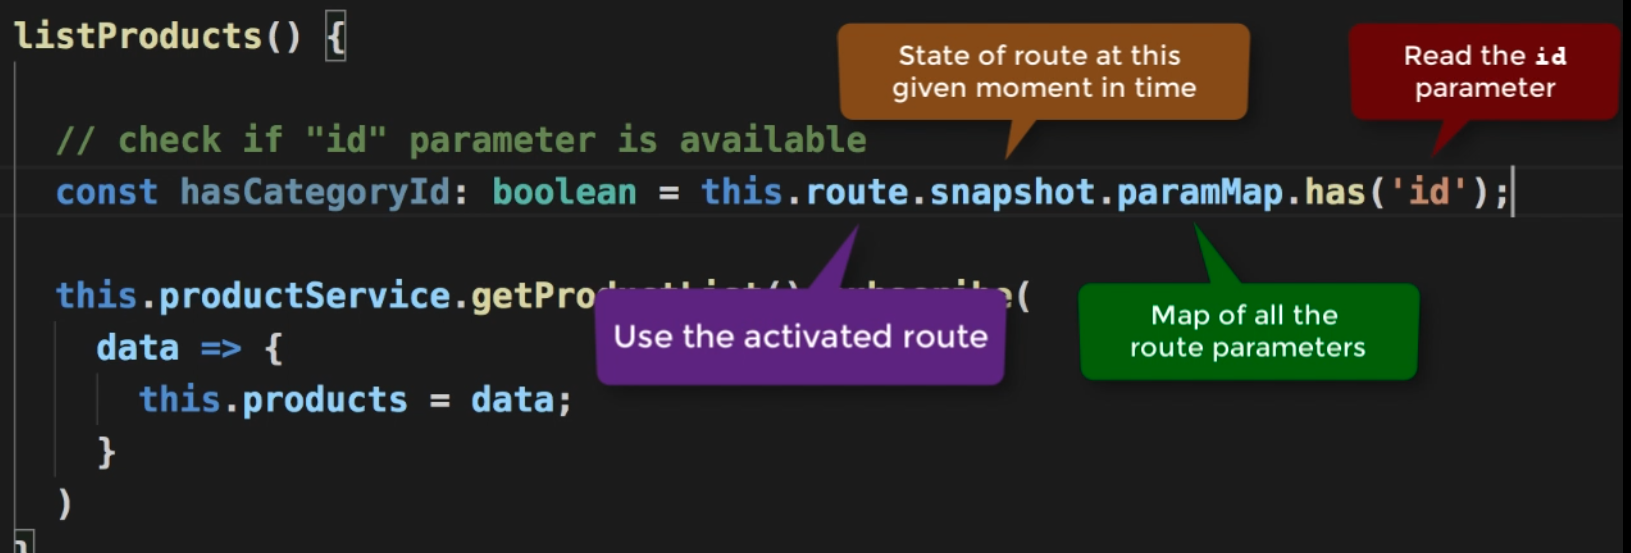 listProducts() {
State of route at this
given moment in time
Read the id
parameter
// check if "id" parameter is available
const hasCategoryId: boolean = this.route.snapshot.paramMap.has('id');
this.productService.getPro
(
Use the activated route
Map of all the
route parameters
data => {
this.products = data;
}
)
}